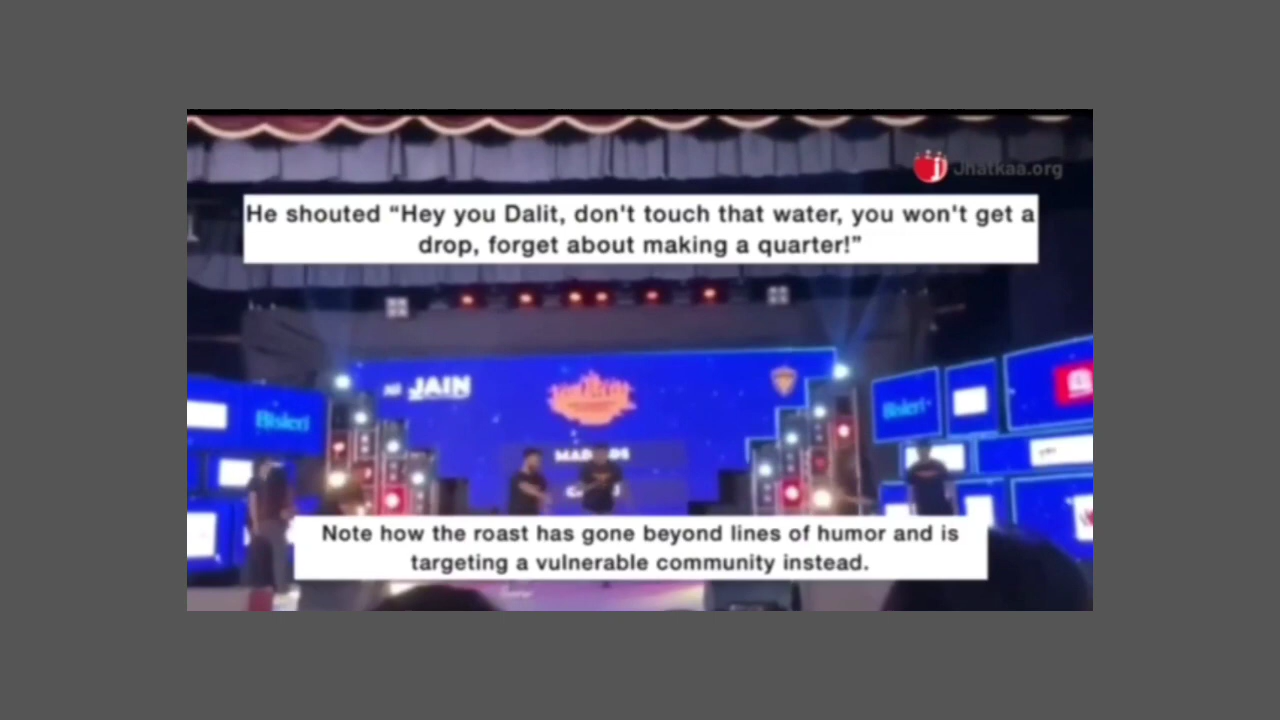 Jhatkaa.org
He shouted “Hey you Dalit, don't touch that water, you won't get a
drop, forget about making a quarter!”
JAIN
Bisleri
Bisleri
Note how the roast has gone beyond lines of humor and is
targeting a vulnerable community instead.